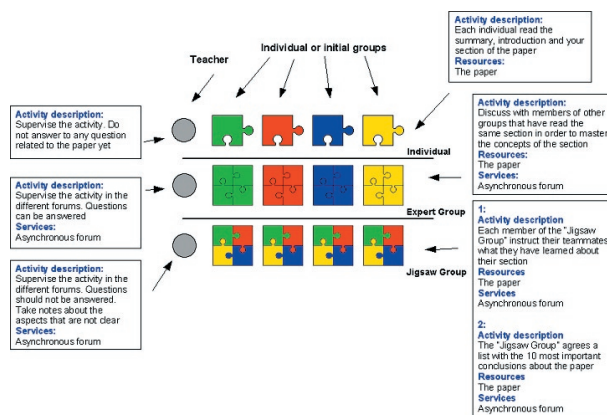 Activity description:
Each individual read the
summary, introduction and your
section of the paper
Resources:
The paper
Individual or initial groups
Teacher
Activity description:
Supervise the activity. Do
not answer to any question
related to the paper yet
Activity description:
Discuss with members of other
groups that have read the
same section in order to master
the concepts of the section
Resources:
The paper
Services:
Asynchronous forum
Individual
Activity description:
Supervise the activity in the
different forums. Questions
can be answered
Services:
Asynchronous forum
Expert Group
1:
Activity description
Each member of the "Jigsaw
Group" instruct their teammates
what they have learned about
their section
Resources
The paper
Services
Asynchronous forum
2:
Activity description
The "Jigsaw Group" agrees a
list with the 10 most important
conclusions about the paper
Resources
The paper
Services
Asynchronous forum
Activity description:
Supervise the activity in the
different forums. Questions
should not be answered.
Take notes about the
aspects that are not clear
Services:
Asynchronous forum
Jigsaw Group